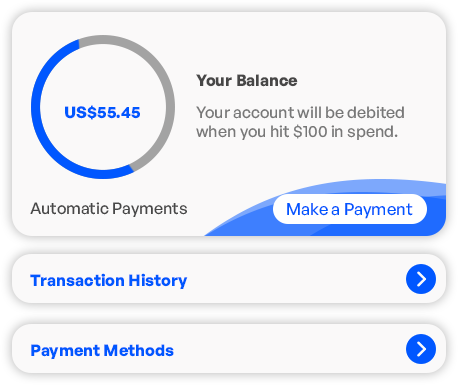 US$55.45
Your Balance
Your account will be debited
when you hit $100 in spend.
Automatic Payments
Make a Payment
Transaction History
Payment Methods